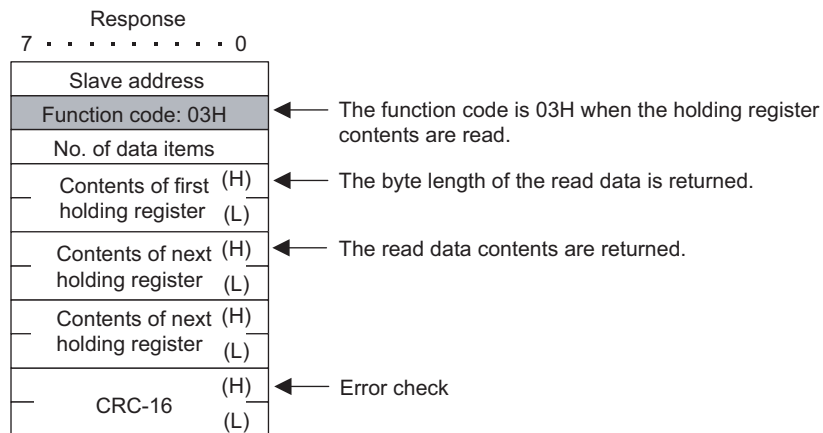 Response
7 · · · · · · · · · 0
Slave address
Function code: 03H
The function code is 03H when the holding register
contents are read.
No. of data items
Contents of first (H)
holding register (L)
The byte length of the read data is returned.
Contents of next (H)
holding register (L)
The read data contents are returned.
Contents of next (H)
holding register (L)
CRC-16 (H)
(L)
Error check